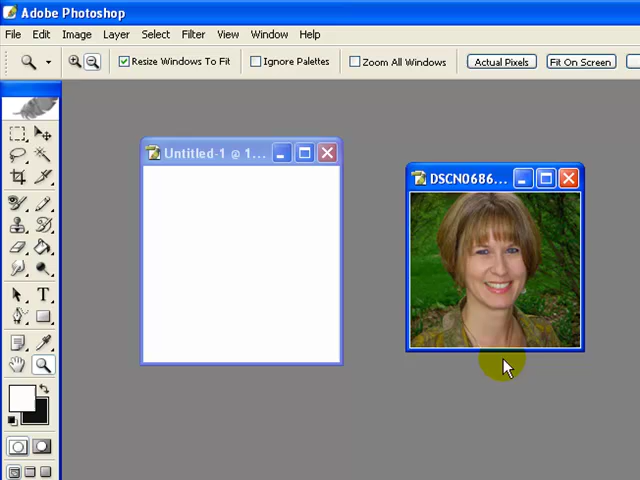 Adobe Photoshop
File Edit Image Layer Select Filter View Window Help
Resize Windows To Fit Ignore Palettes Zoom All Windows Actual Pixels Fit On Screen
Untitled-1 @ 1...
DSCN0686...
T